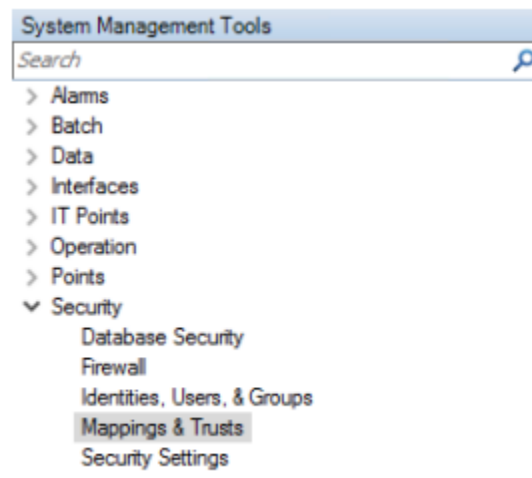 System Management Tools
Search
Alarms
Batch
Data
Interfaces
IT Points
Operation
Points
Security
Database Security
Firewall
Identities, Users, & Groups
Mappings & Trusts
Security Settings